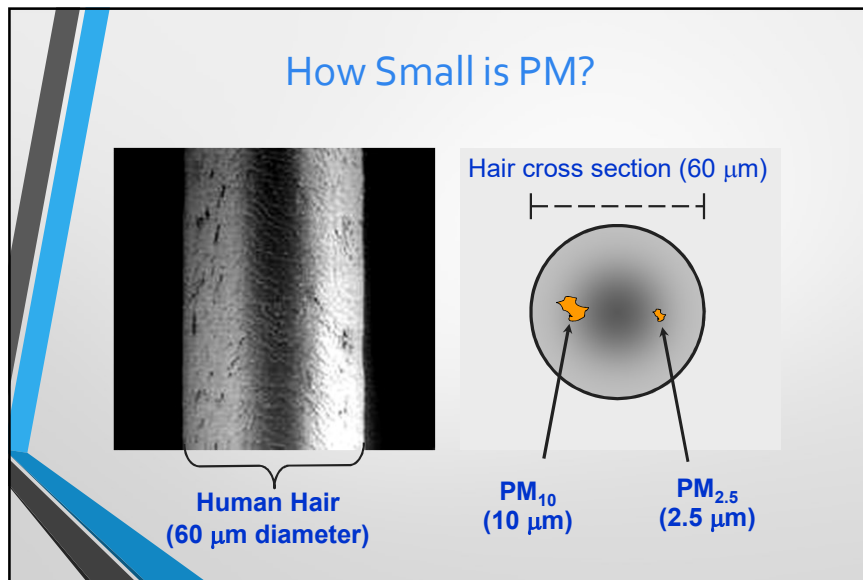 How Small is PM?
Hair cross section (60 μm)
Human Hair
(60 μm diameter)
PM₁₀
(10 μm)
PM₂.₅
(2.5 μm)